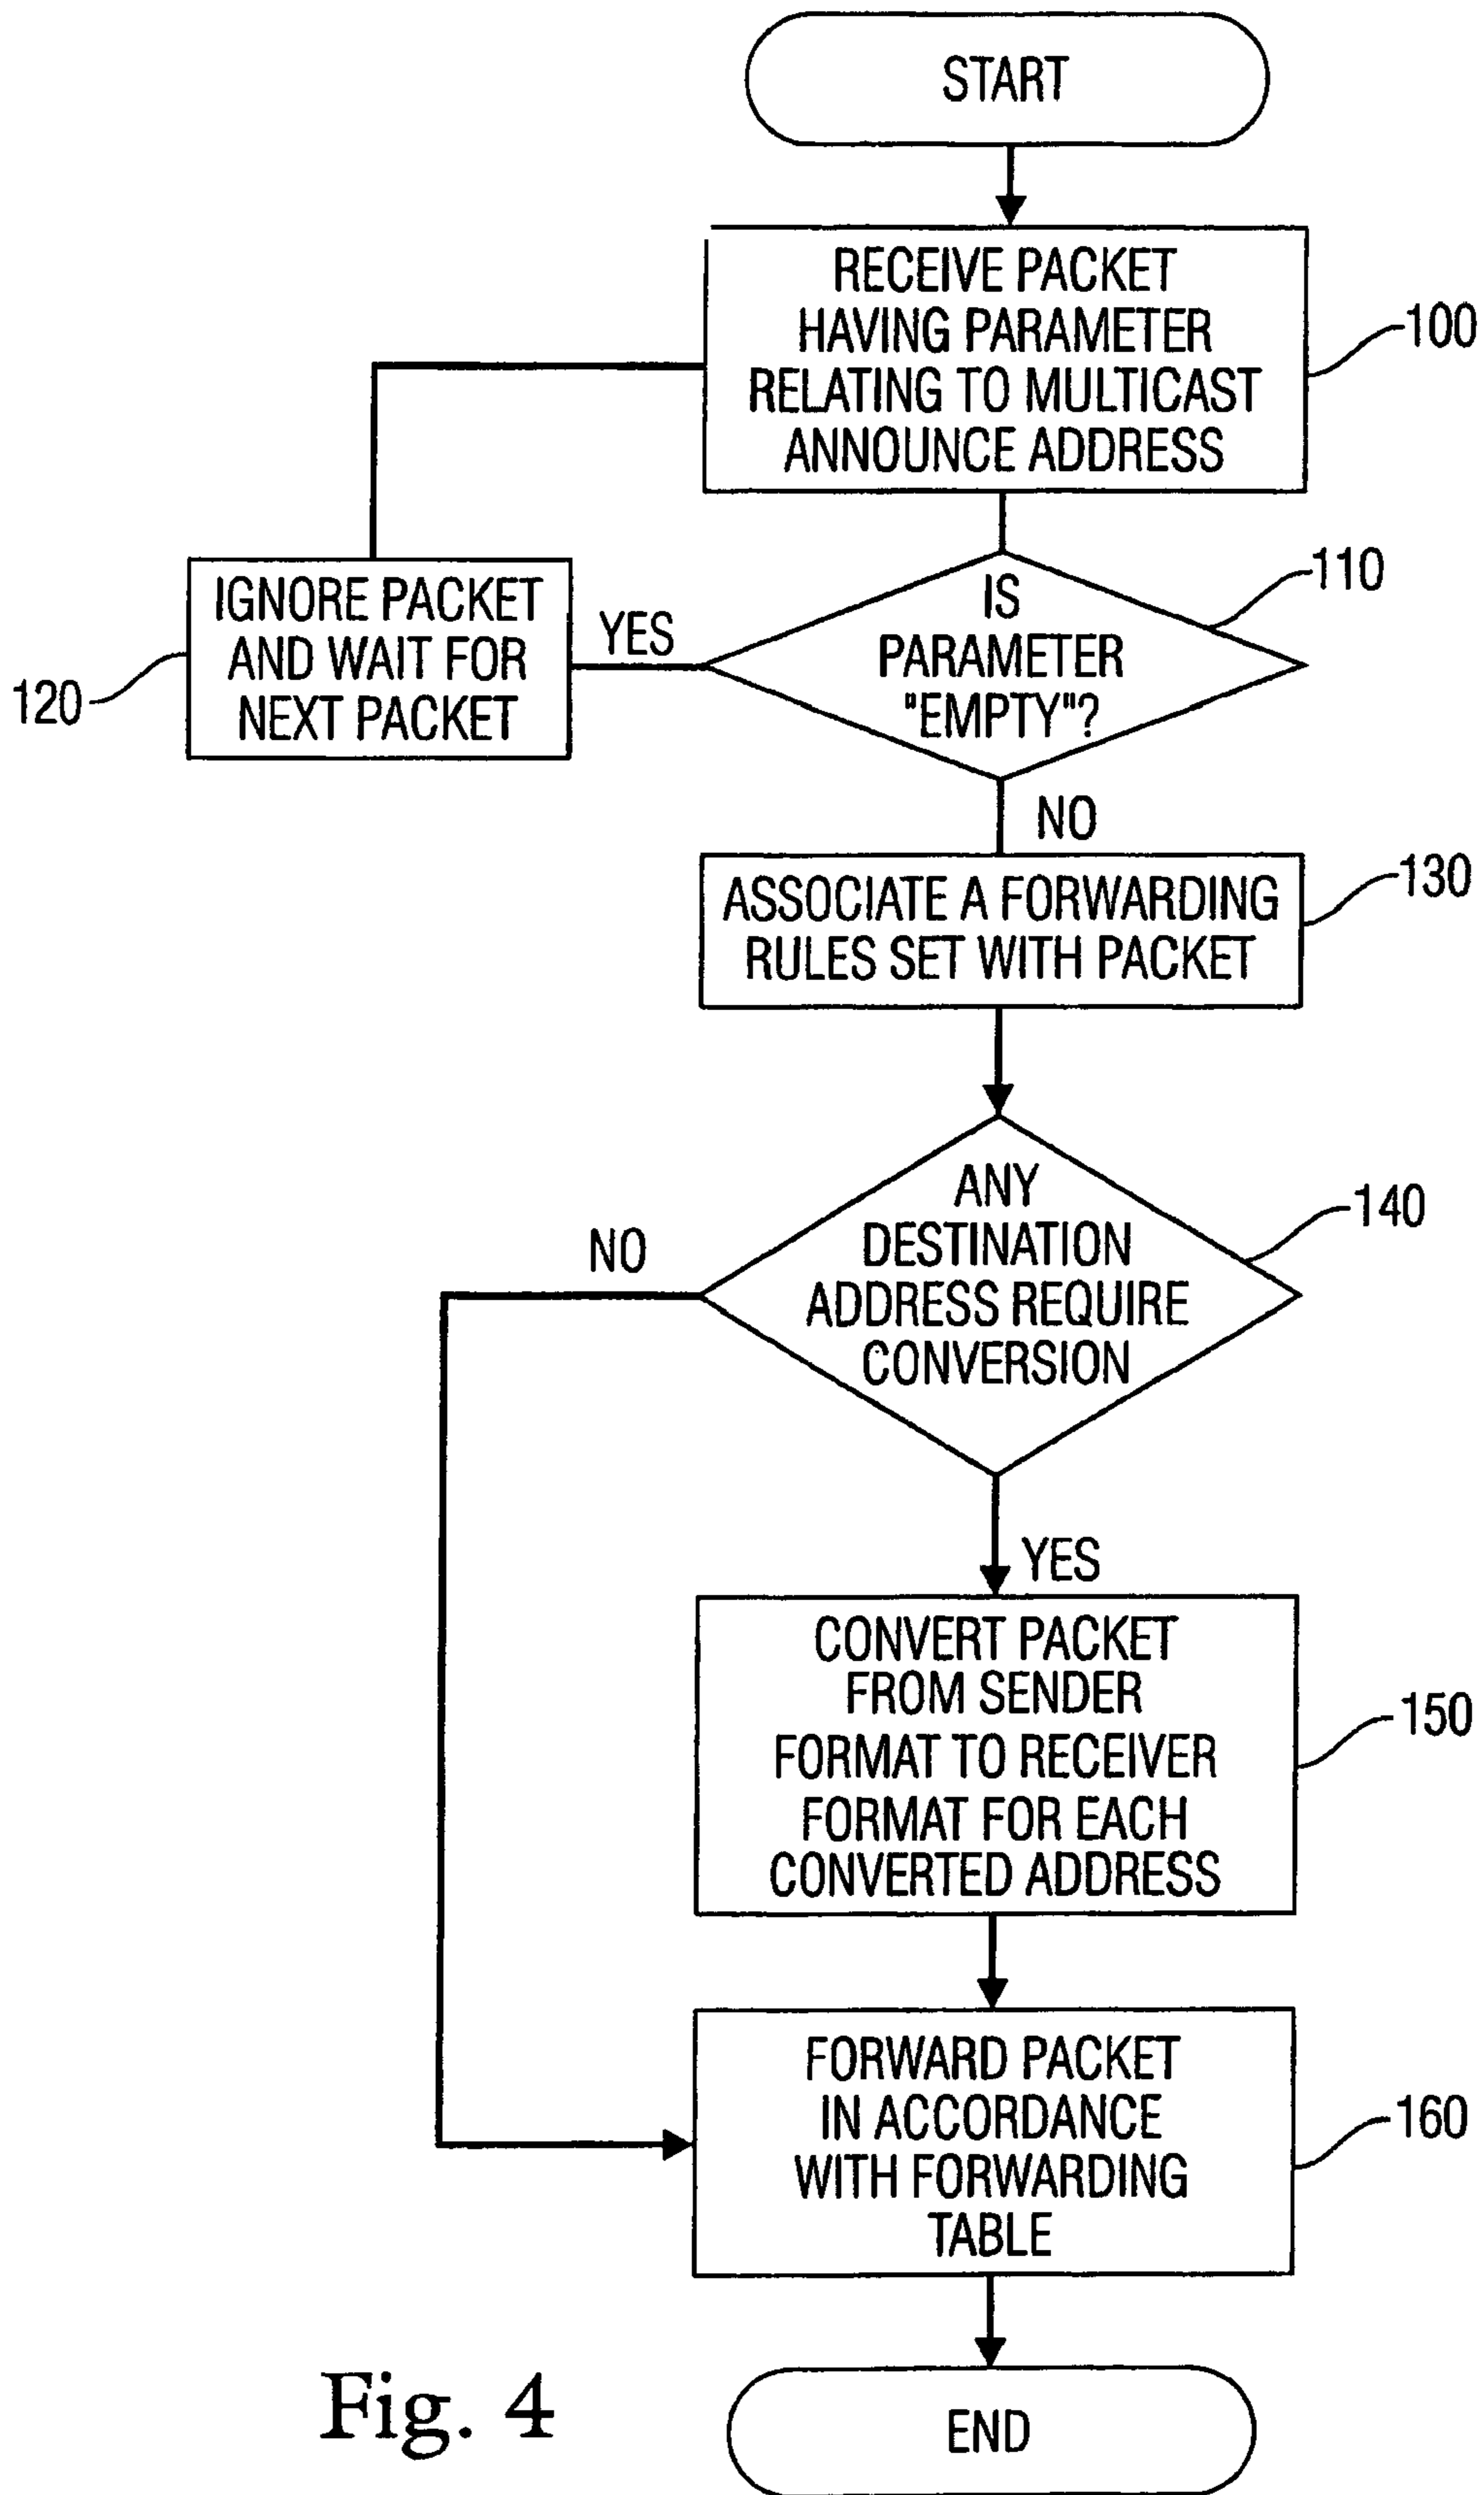 START
RECEIVE PACKET
HAVING PARAMETER
RELATING TO MULTICAST
ANNOUNCE ADDRESS
100
IS
PARAMETER
"EMPTY"?
110
YES
IGNORE PACKET
AND WAIT FOR
NEXT PACKET
120
NO
ASSOCIATE A FORWARDING
RULES SET WITH PACKET
130
ANY
DESTINATION
ADDRESS REQUIRE
CONVERSION
140
NO
YES
CONVERT PACKET
FROM SENDER
FORMAT TO RECEIVER
FORMAT FOR EACH
CONVERTED ADDRESS
150
FORWARD PACKET
IN ACCORDANCE
WITH FORWARDING
TABLE
160
END
Fig. 4